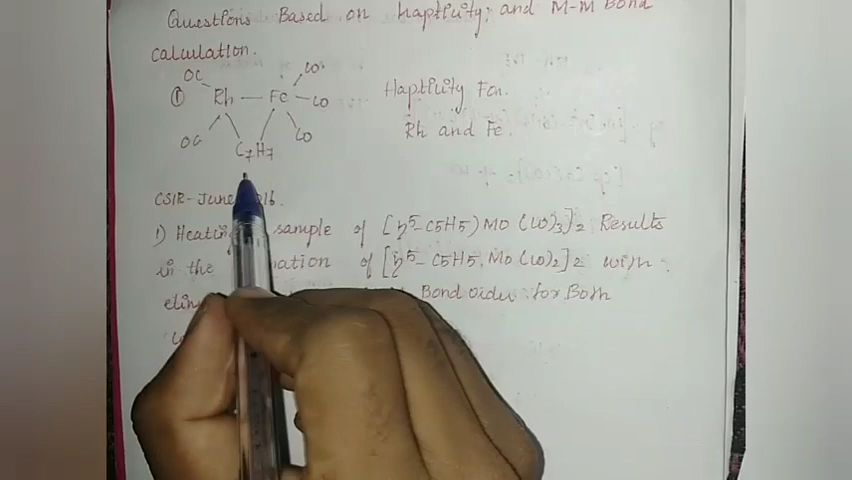 Questions Based on hapticity; and M-M Bond
calculation.
OC CO
① Rh — Fe — CO Hapticity For
OC CO Rh and Fe.
C7H7
CSIR-June 2016.
1) Heating sample of [η5-C5H5)MO(CO)3]2 Results
in the of [η5-C5H5,MO(CO)2]2 with
Bond Order for Both